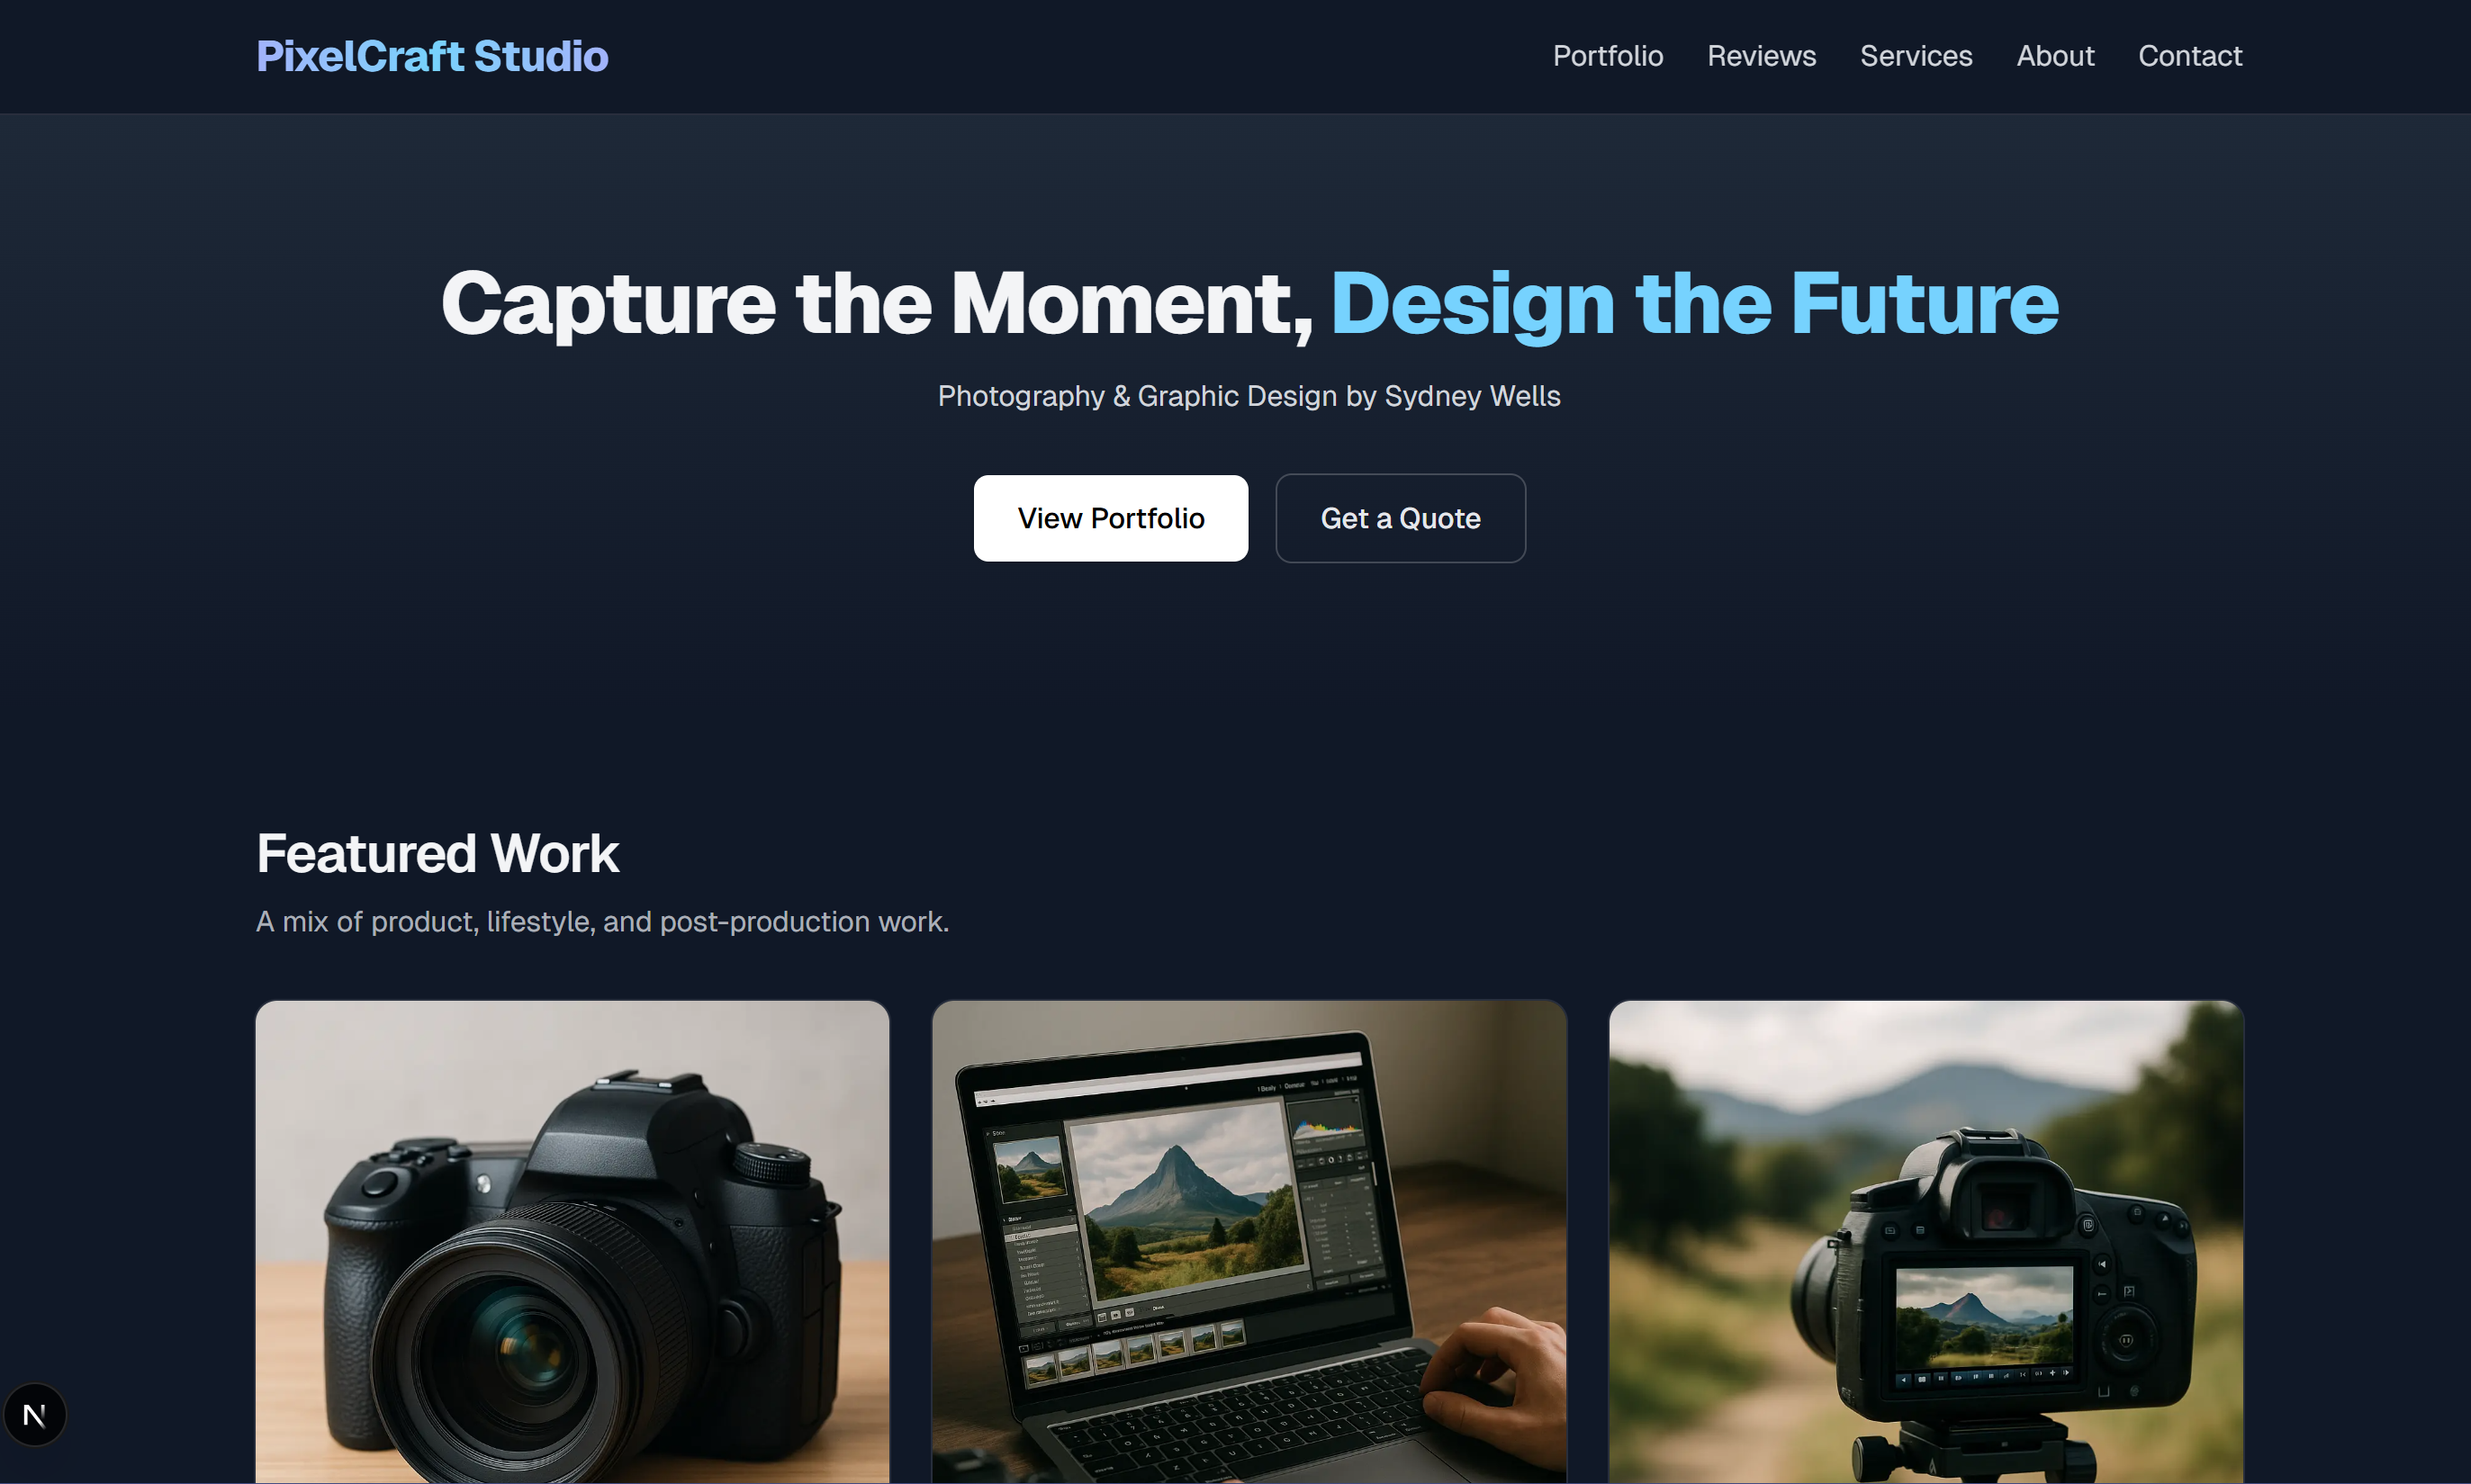 PixelCraft Studio
Portfolio Reviews Services About Contact
Capture the Moment, Design the Future
Photography & Graphic Design by Sydney Wells
View Portfolio Get a Quote
Featured Work
A mix of product, lifestyle, and post-production work.
N